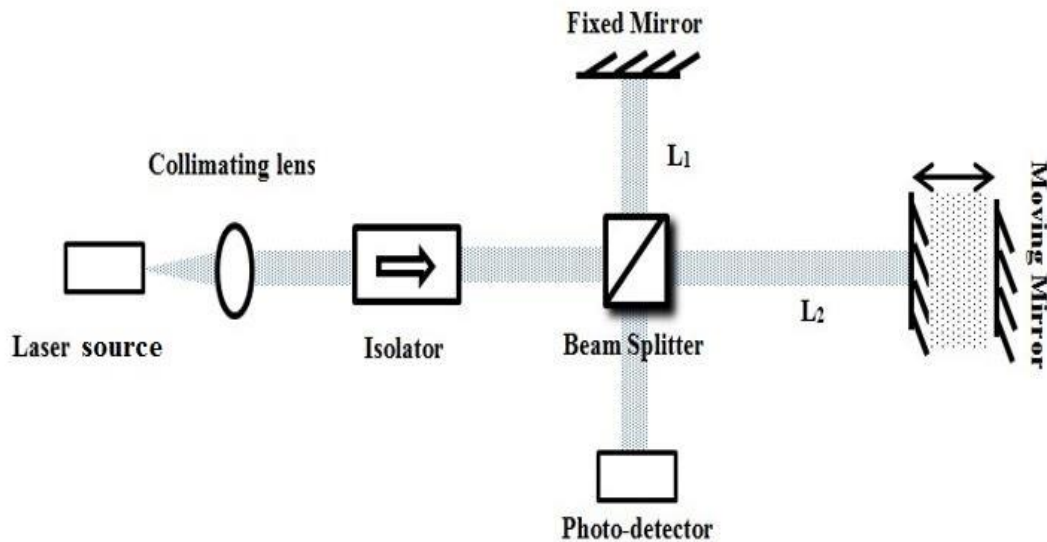 Fixed Mirror
Collimating lens
L1
Moving Mirror
L2
Laser source
Isolator
Beam Splitter
Photo-detector